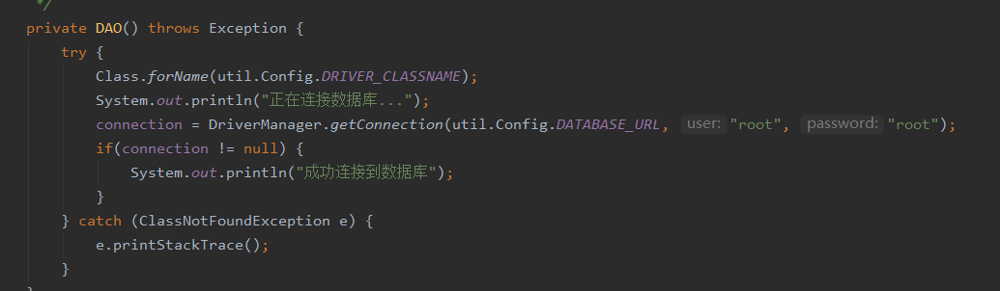 */
private DAO() throws Exception {
try {
Class.forName(util.Config.DRIVER_CLASSNAME);
System.out.println("正在连接数据库...");
connection = DriverManager.getConnection(util.Config.DATABASE_URL, user: "root", password: "root");
if(connection != null) {
System.out.println("成功连接到数据库");
}
} catch (ClassNotFoundException e) {
e.printStackTrace();
}